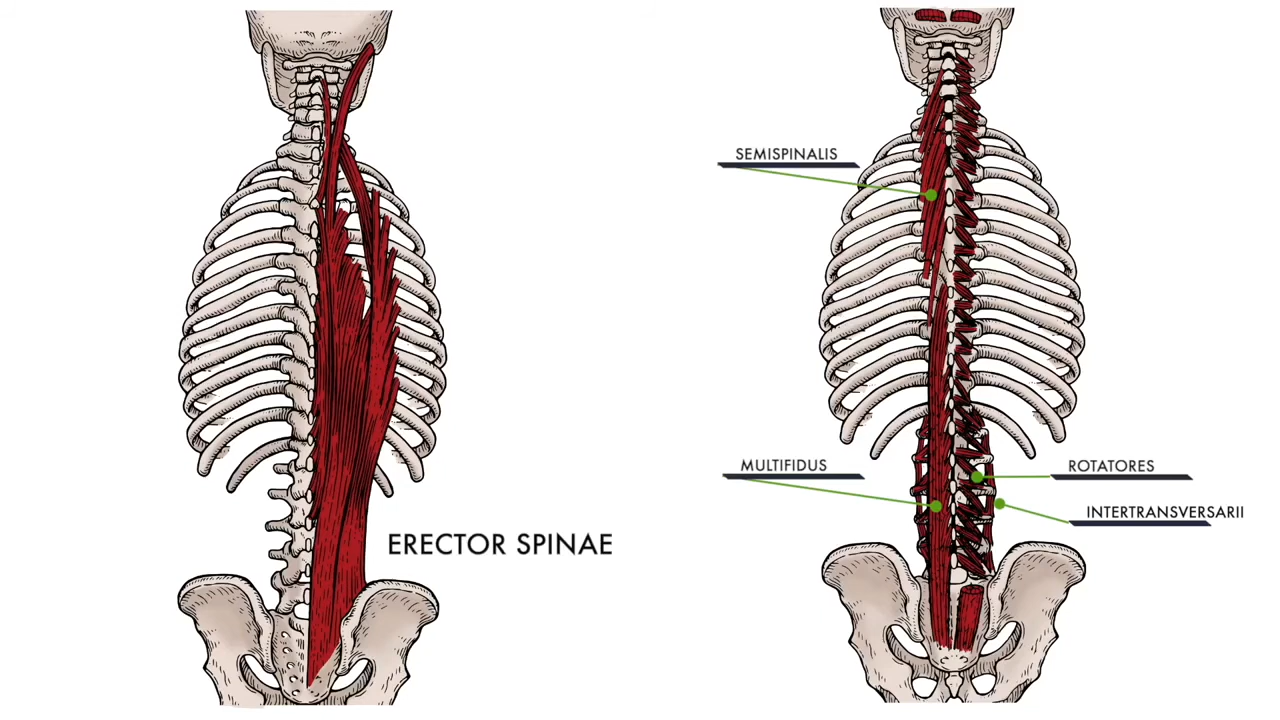 ERECTOR SPINAE
SEMISPINALIS
MULTIFIDUS
ROTATORES
INTERTRANSVERSARII